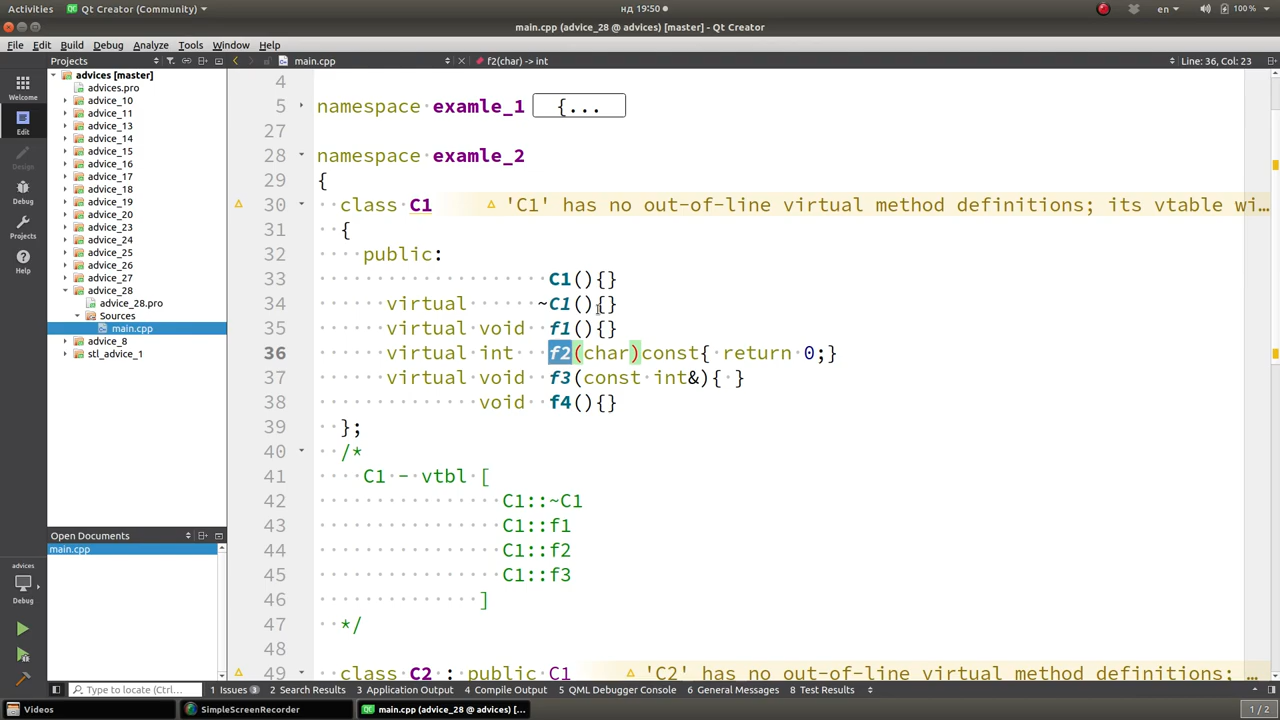 Activities Qt Creator (Community) нд 19:50 en 100 %
main.cpp (advice_28 @ advices) [master] - Qt Creator
File Edit Build Debug Analyze Tools Window Help
Projects main.cpp f2(char) -> int Line: 36, Col: 23
Welcome
Edit
Design
Debug
Projects
Help
advices [master]
advices.pro
advice_10
advice_11
advice_13
advice_14
advice_15
advice_16
advice_17
advice_18
advice_19
advice_20
advice_23
advice_24
advice_25
advice_26
advice_27
advice_28
advice_28.pro
Sources
main.cpp
advice_8
stl_advice_1
Open Documents
main.cpp
advices
Debug
4
5 namespace examle_1 {...
27
28 namespace examle_2
29 {
30 class C1 'C1' has no out-of-line virtual method definitions; its vtable wi…
31 {
32 public:
33 C1(){}
34 virtual ~C1(){}
35 virtual void f1(){}
36 virtual int f2(char)const{ return 0;}
37 virtual void f3(const int&){ }
38 void f4(){}
39 };
40 /*
41 C1 - vtbl [
42 C1::~C1
43 C1::f1
44 C1::f2
45 C1::f3
46 ]
47 */
48
49 class C2 : public C1 'C2' has no out-of-line virtual method definitions; …
Type to locate (Ctrl... 1 Issues 3 2 Search Results 3 Application Output 4 Compile Output 5 QML Debugger Console 6 General Messages 8 Test Results
Videos SimpleScreenRecorder main.cpp (advice_28 @ advices) [... 1 / 2